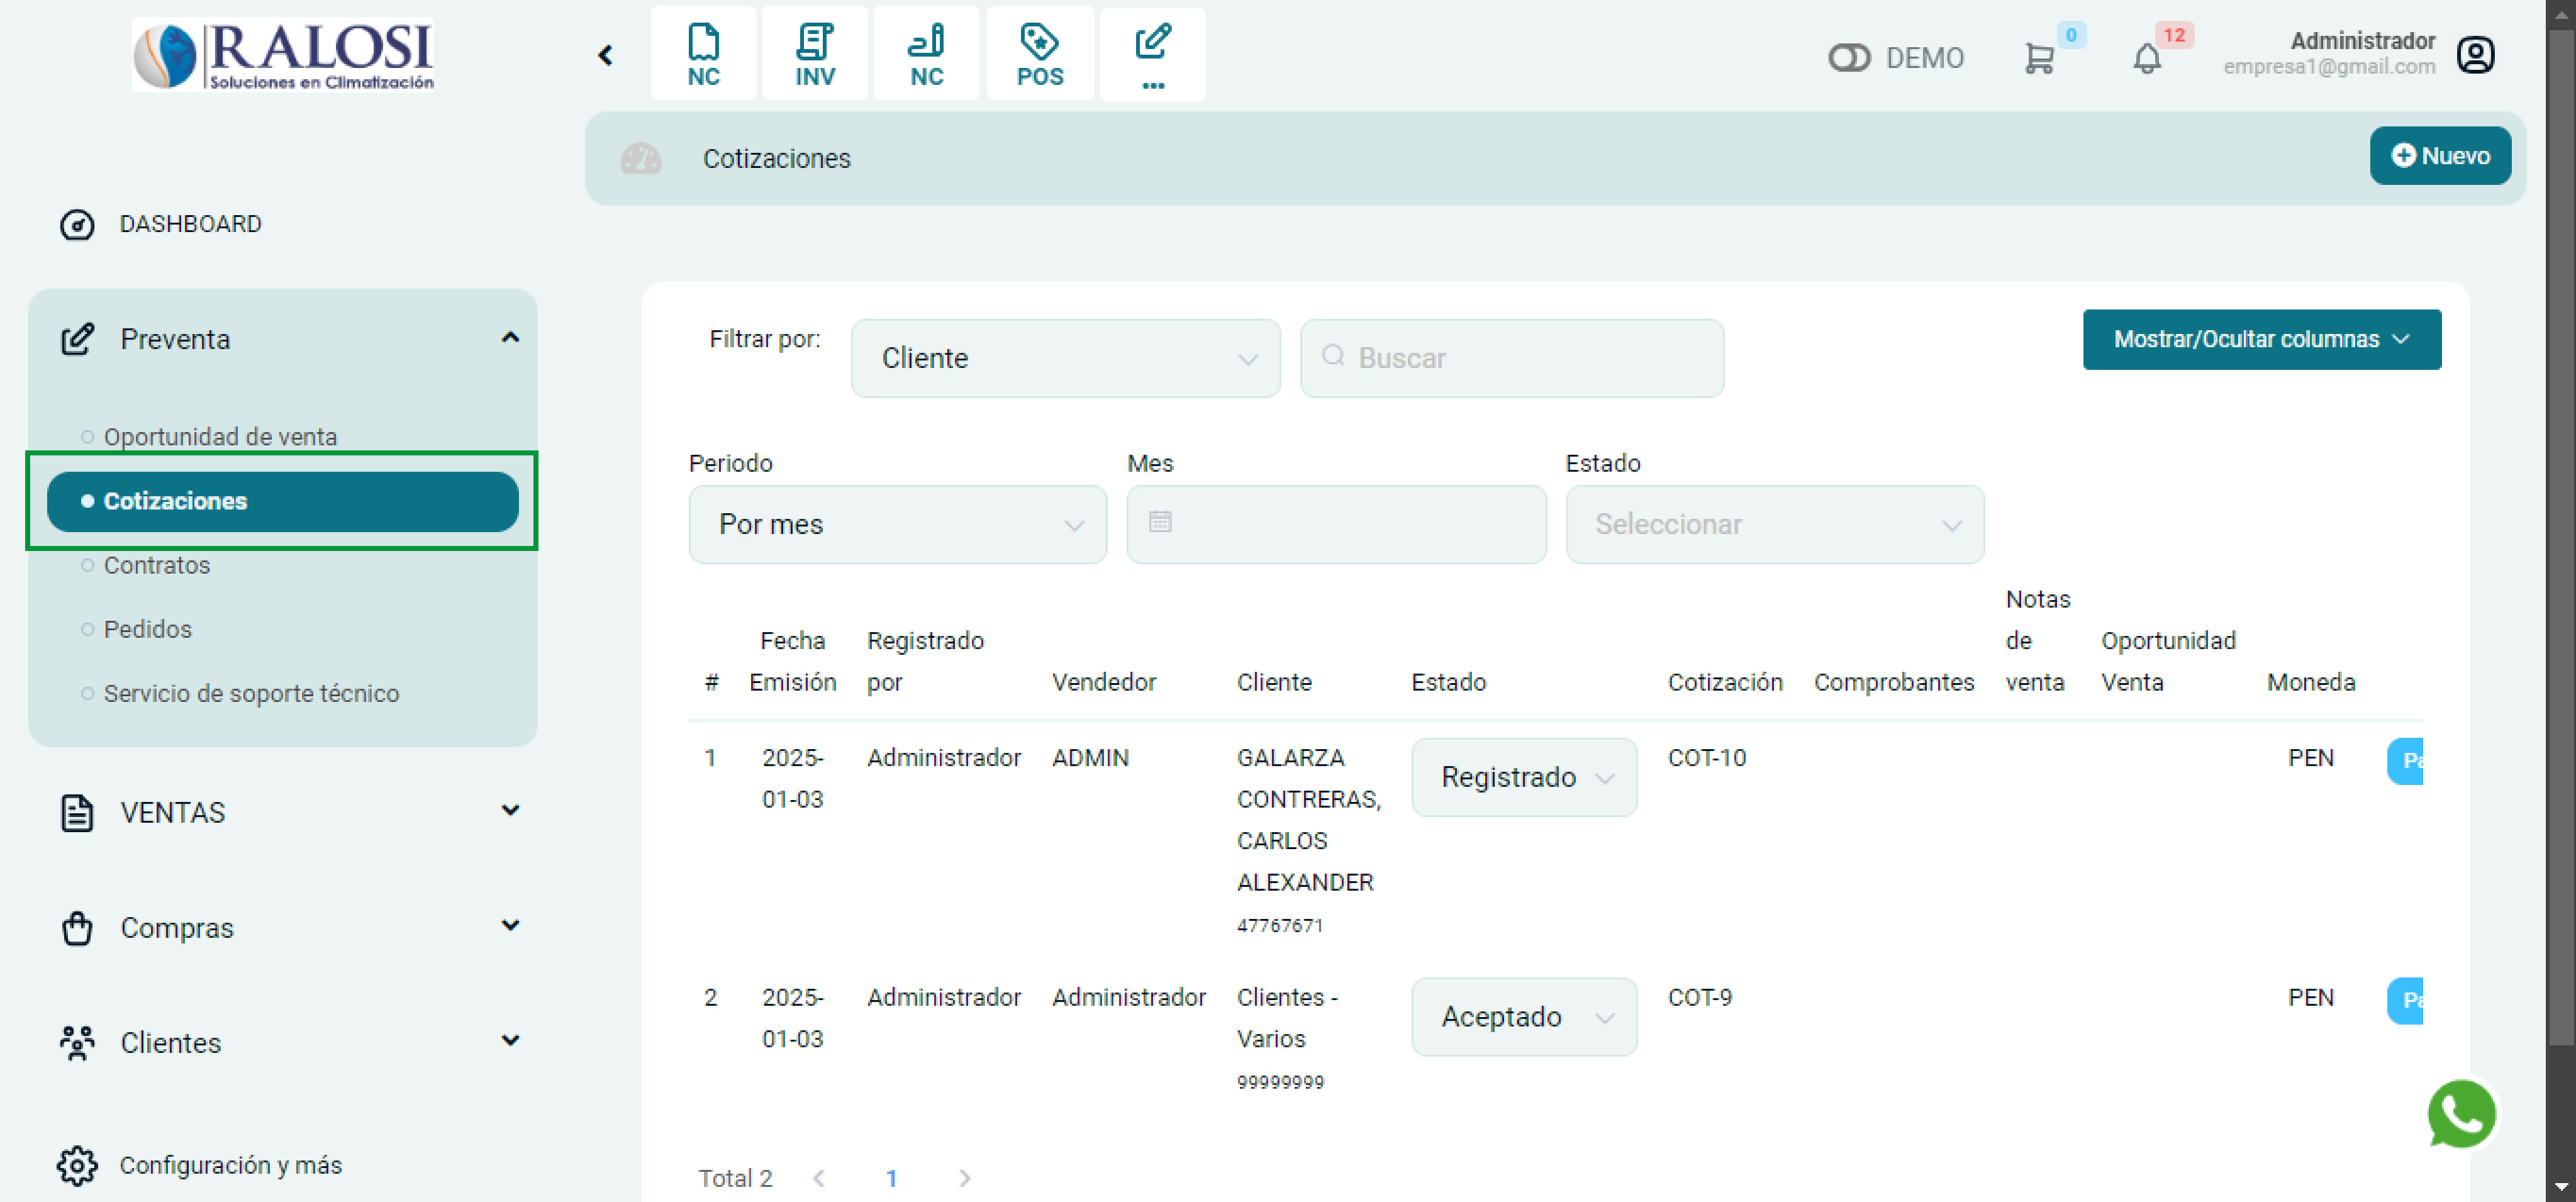 RALOSI
Soluciones en Climatización
NC
INV
NC
POS
...
DEMO
0
12
Administrador
empresa1@gmail.com
Cotizaciones
Nuevo
DASHBOARD
Preventa
Oportunidad de venta
Cotizaciones
Contratos
Pedidos
Servicio de soporte técnico
VENTAS
Compras
Clientes
Configuración y más
Filtrar por:
Cliente
Buscar
Mostrar/Ocultar columnas
Periodo
Mes
Estado
Por mes
Seleccionar
# Fecha Emisión Registrado por Vendedor Cliente Estado Cotización Comprobantes Notas de venta Oportunidad Venta Moneda
1 2025-01-03 Administrador ADMIN GALARZA CONTRERAS, CARLOS ALEXANDER 47767671 Registrado COT-10 PEN
2 2025-01-03 Administrador Administrador Clientes - Varios 99999999 Aceptado COT-9 PEN
Total 2
1